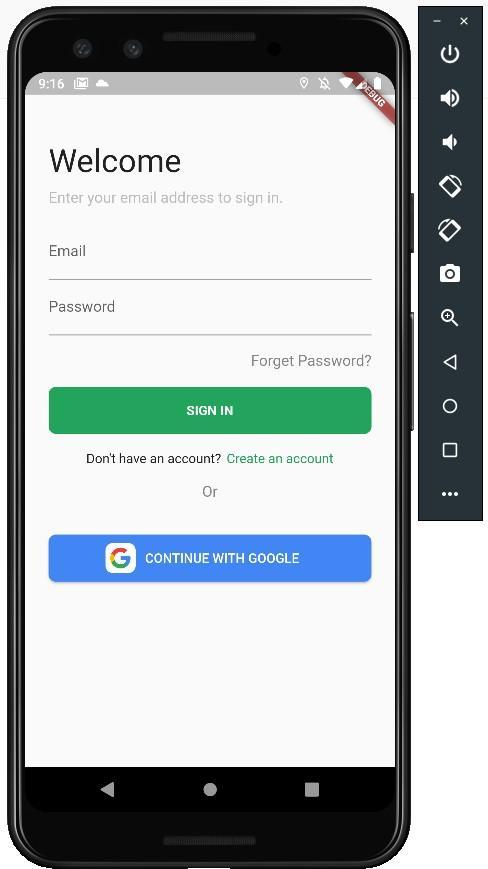 9:16
DEBUG
Welcome
Enter your email address to sign in.
Email
Password
Forget Password?
SIGN IN
Don't have an account? Create an account
Or
CONTINUE WITH GOOGLE